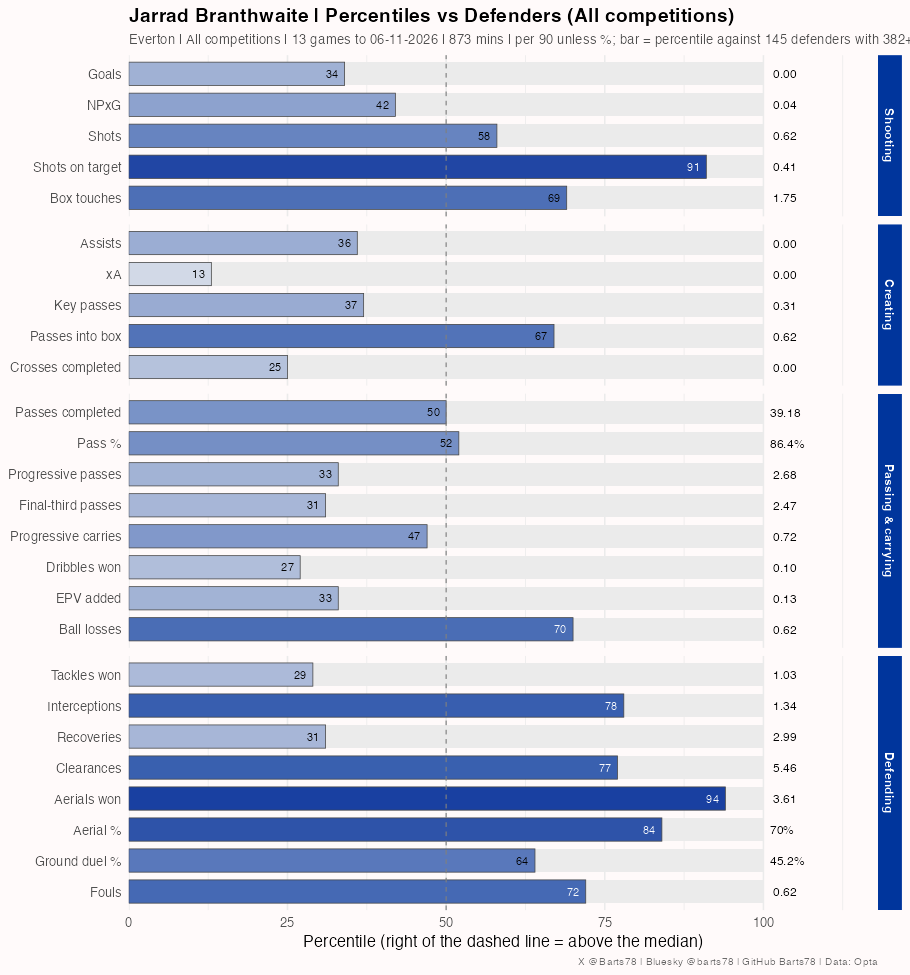 Jarrad Branthwaite | Percentiles vs Defenders (All competitions)
Everton | All competitions | 13 games to 06-11-2026 | 873 mins | per 90 unless %; bar = percentile against 145 defenders with 382+
Goals 34 0.00
NPxG 42 0.04
Shots 58 0.62
Shots on target 91 0.41
Box touches 69 1.75
Shooting
Assists 36 0.00
xA 13 0.00
Key passes 37 0.31
Passes into box 67 0.62
Crosses completed 25 0.00
Creating
Passes completed 50 39.18
Pass % 52 86.4%
Progressive passes 33 2.68
Final-third passes 31 2.47
Progressive carries 47 0.72
Dribbles won 27 0.10
EPV added 33 0.13
Ball losses 70 0.62
Passing & carrying
Tackles won 29 1.03
Interceptions 78 1.34
Recoveries 31 2.99
Clearances 77 5.46
Aerials won 94 3.61
Aerial % 84 70%
Ground duel % 64 45.2%
Fouls 72 0.62
Defending
0 25 50 75 100
Percentile (right of the dashed line = above the median)
X @Barts78 | Bluesky @barts78 | GitHub Barts78 | Data: Opta